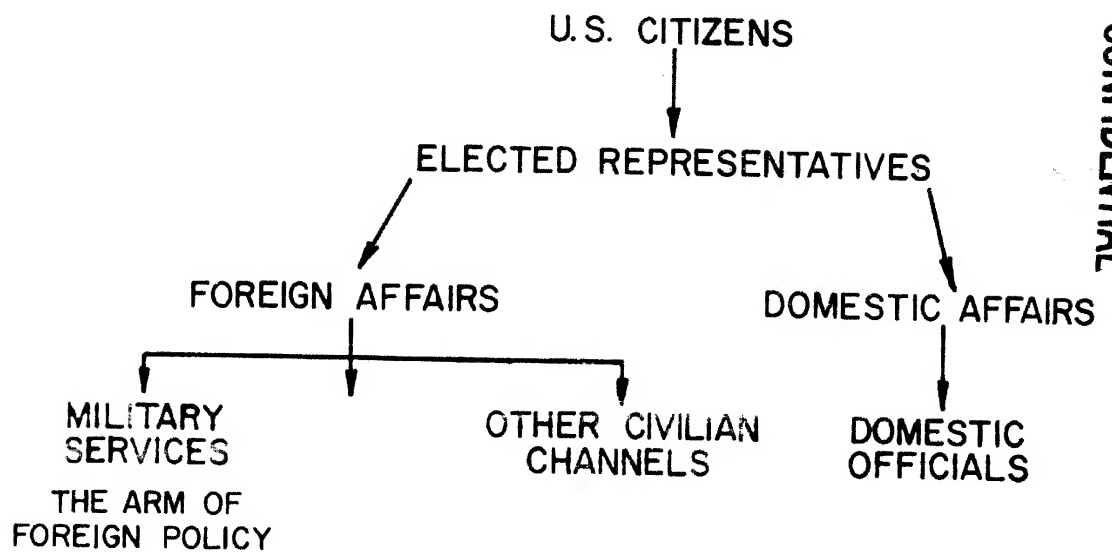 U.S. CITIZENS
ELECTED REPRESENTATIVES
FOREIGN AFFAIRS
DOMESTIC AFFAIRS
MILITARY
SERVICES
THE ARM OF
FOREIGN POLICY
OTHER CIVILIAN
CHANNELS
DOMESTIC
OFFICIALS
CONFIDENTIAL